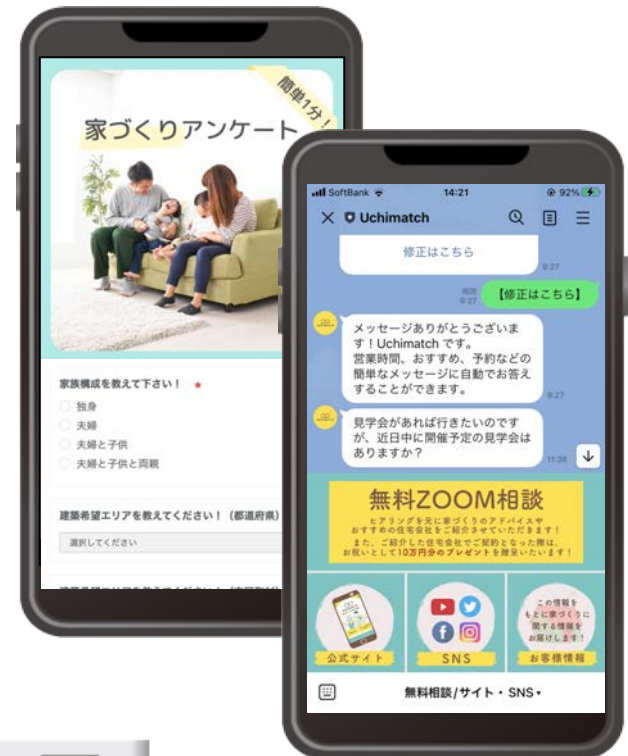 簡単1分!
家づくりアンケート
家族構成を教えて下さい! ★
独身
夫婦
夫婦と子供
夫婦と子供と両親
建築希望エリアを教えてください!(都道府県)
選択してください
SoftBank
14:21
92%
Uchimatch
修正はこちら
9:27
既読
9:27
【修正はこちら】
メッセージありがとうございま
す!Uchimatch です。
営業時間、おすすめ、予約などの
簡単なメッセージに自動でお答え
することができます。
9:27
見学会があれば行きたいのです
が、近日中に開催予定の見学会は
ありますか?
11:38
無料ZOOM相談
ヒアリングを元に家づくりのアドバイスや
おすすめの住宅会社をご紹介させていただきます!
また、ご紹介した住宅会社でご契約となった際は、
お祝いとして10万円分のプレゼントを贈呈いたします!
公式サイト
SNS
この情報を
もとに家づくりに
関する情報を
お届けします!
お客様情報
無料相談/サイト・SNS▾